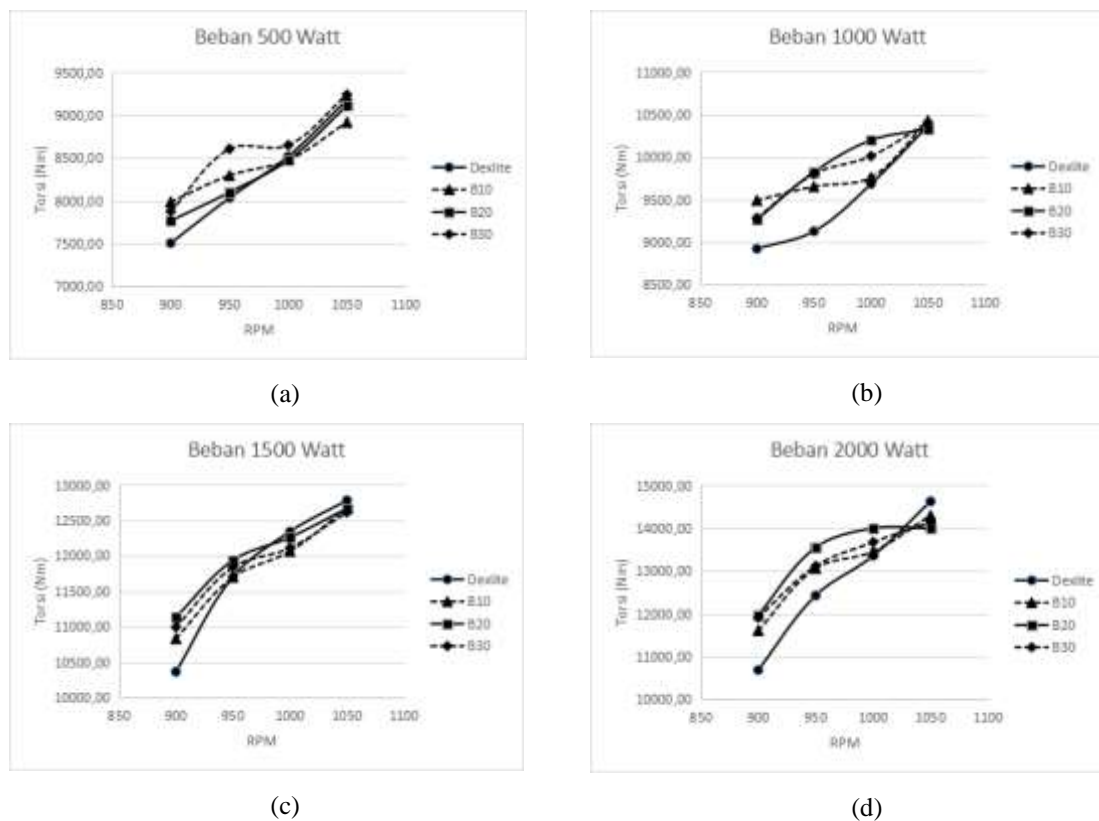 Beban 500 Watt
9500,00
9000,00
8500,00
8000,00
7500,00
7000,00
850 900 950 1000 1050 1100
Torsi (Nm)
RPM
Dexlite
B10
B20
B30
(a)
Beban 1000 Watt
11000,00
10500,00
10000,00
9500,00
9000,00
8500,00
850 900 950 1000 1050 1100
Torsi (Nm)
RPM
Dexlite
B10
B20
B30
(b)
Beban 1500 Watt
13000,00
12500,00
12000,00
11500,00
11000,00
10500,00
10000,00
850 900 950 1000 1050 1100
Torsi (Nm)
RPM
Dexlite
B10
B20
B30
(c)
Beban 2000 Watt
15000,00
14000,00
13000,00
12000,00
11000,00
10000,00
850 900 950 1000 1050 1100
Torsi (Nm)
RPM
Dexlite
B10
B20
B30
(d)